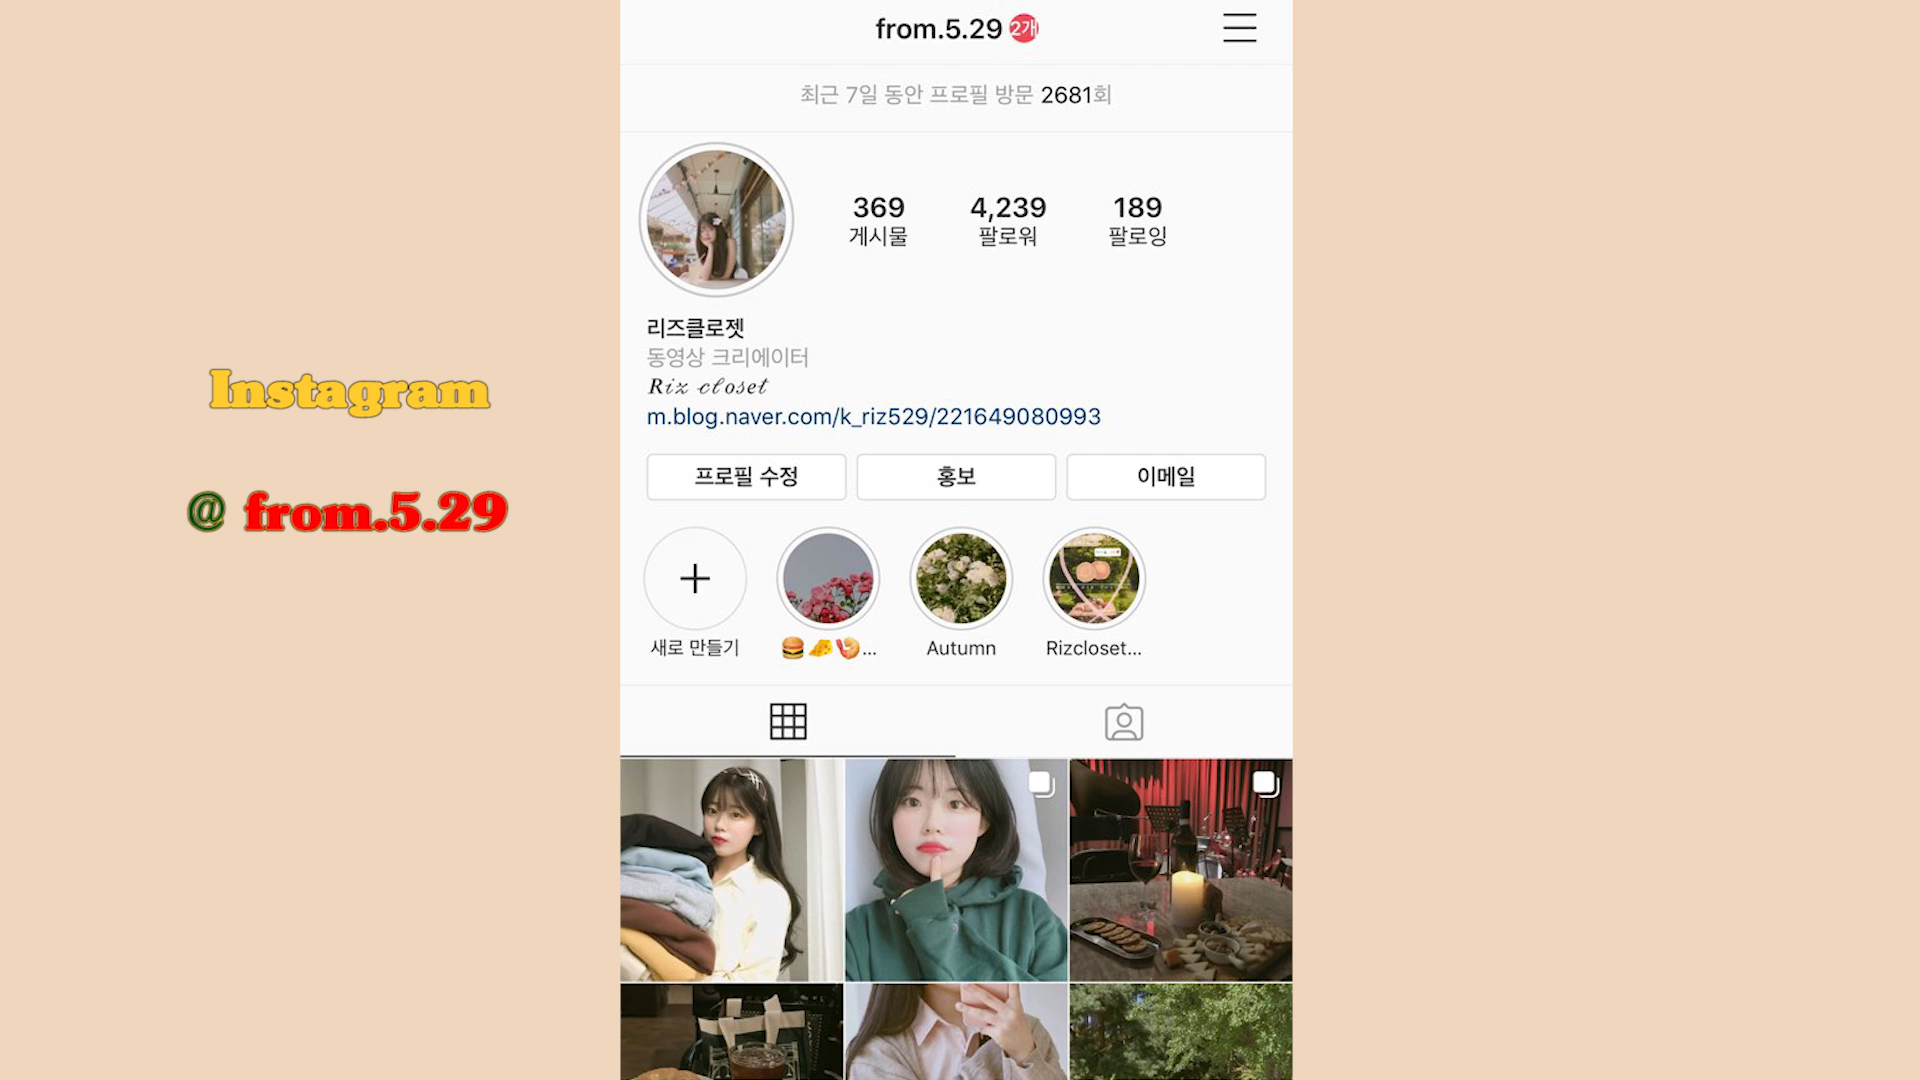 from.5.29 2개
최근 7일 동안 프로필 방문 2681회
369 4,239 189
게시물 팔로워 팔로잉
리즈클로젯
동영상 크리에이터
Riz closet
m.blog.naver.com/k_riz529/221649080993
프로필 수정 홍보 이메일
새로 만들기 🍔🧀🍤... Autumn Rizcloset...
Instagram
@ from.5.29